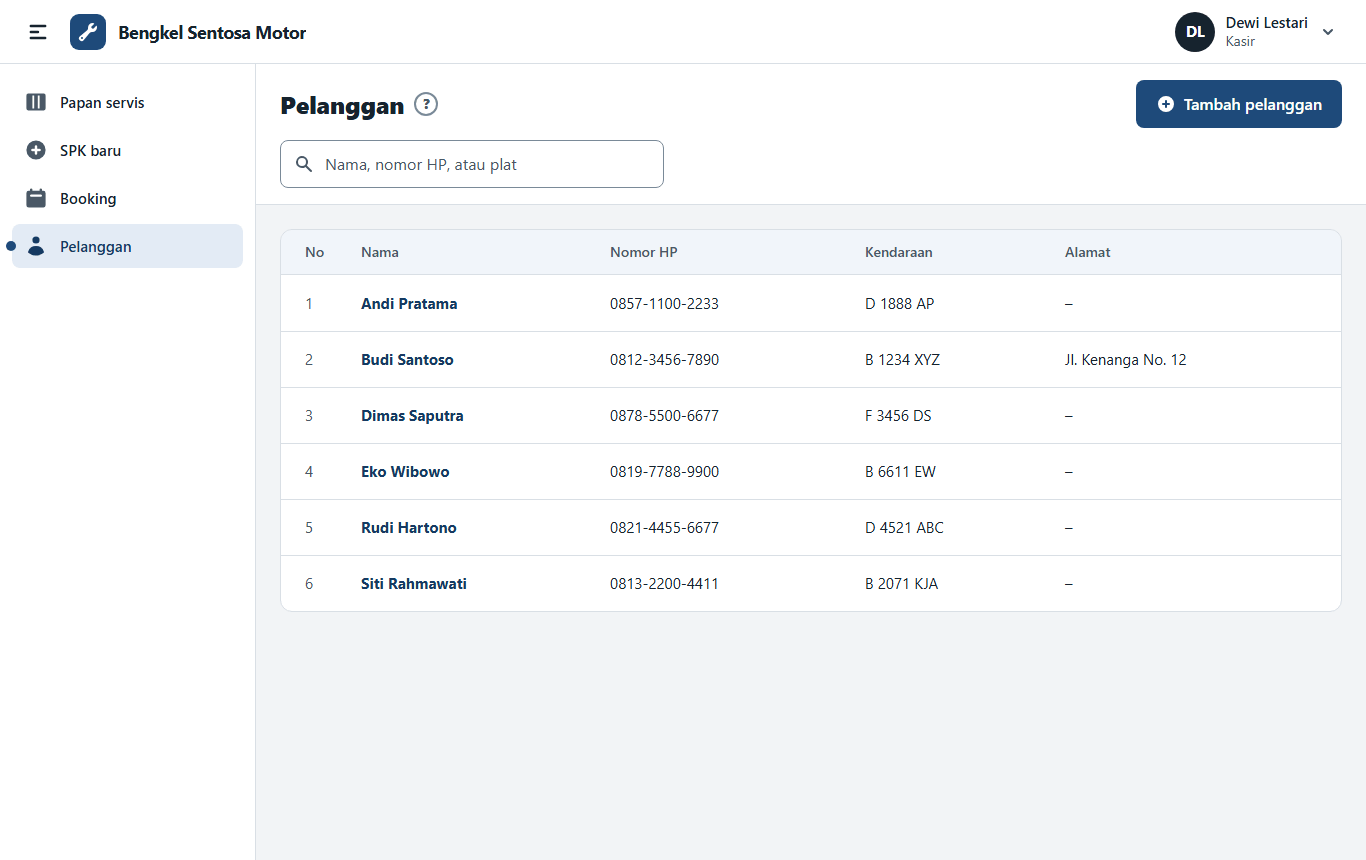 Bengkel Sentosa Motor
DL
Dewi Lestari
Kasir
Papan servis
SPK baru
Booking
Pelanggan
Pelanggan ?
Tambah pelanggan
Nama, nomor HP, atau plat
No Nama Nomor HP Kendaraan Alamat
1 Andi Pratama 0857-1100-2233 D 1888 AP –
2 Budi Santoso 0812-3456-7890 B 1234 XYZ Jl. Kenanga No. 12
3 Dimas Saputra 0878-5500-6677 F 3456 DS –
4 Eko Wibowo 0819-7788-9900 B 6611 EW –
5 Rudi Hartono 0821-4455-6677 D 4521 ABC –
6 Siti Rahmawati 0813-2200-4411 B 2071 KJA –